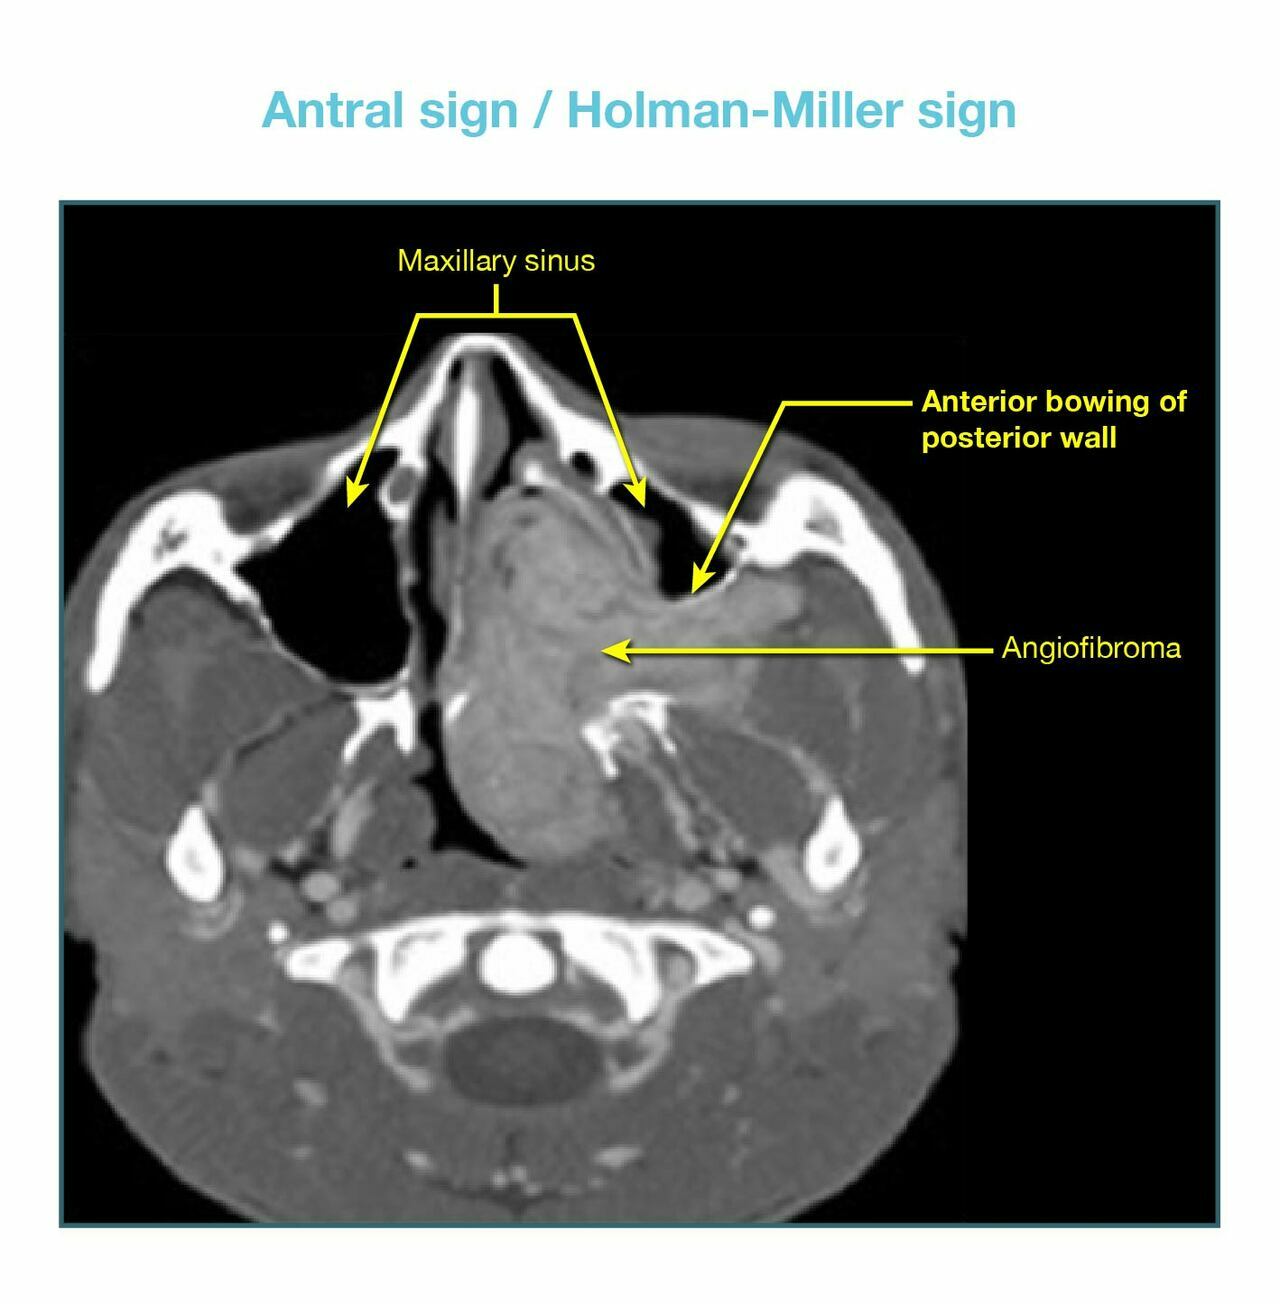 Antral sign / Holman-Miller sign
Maxillary sinus
Anterior bowing of
posterior wall
Angiofibroma